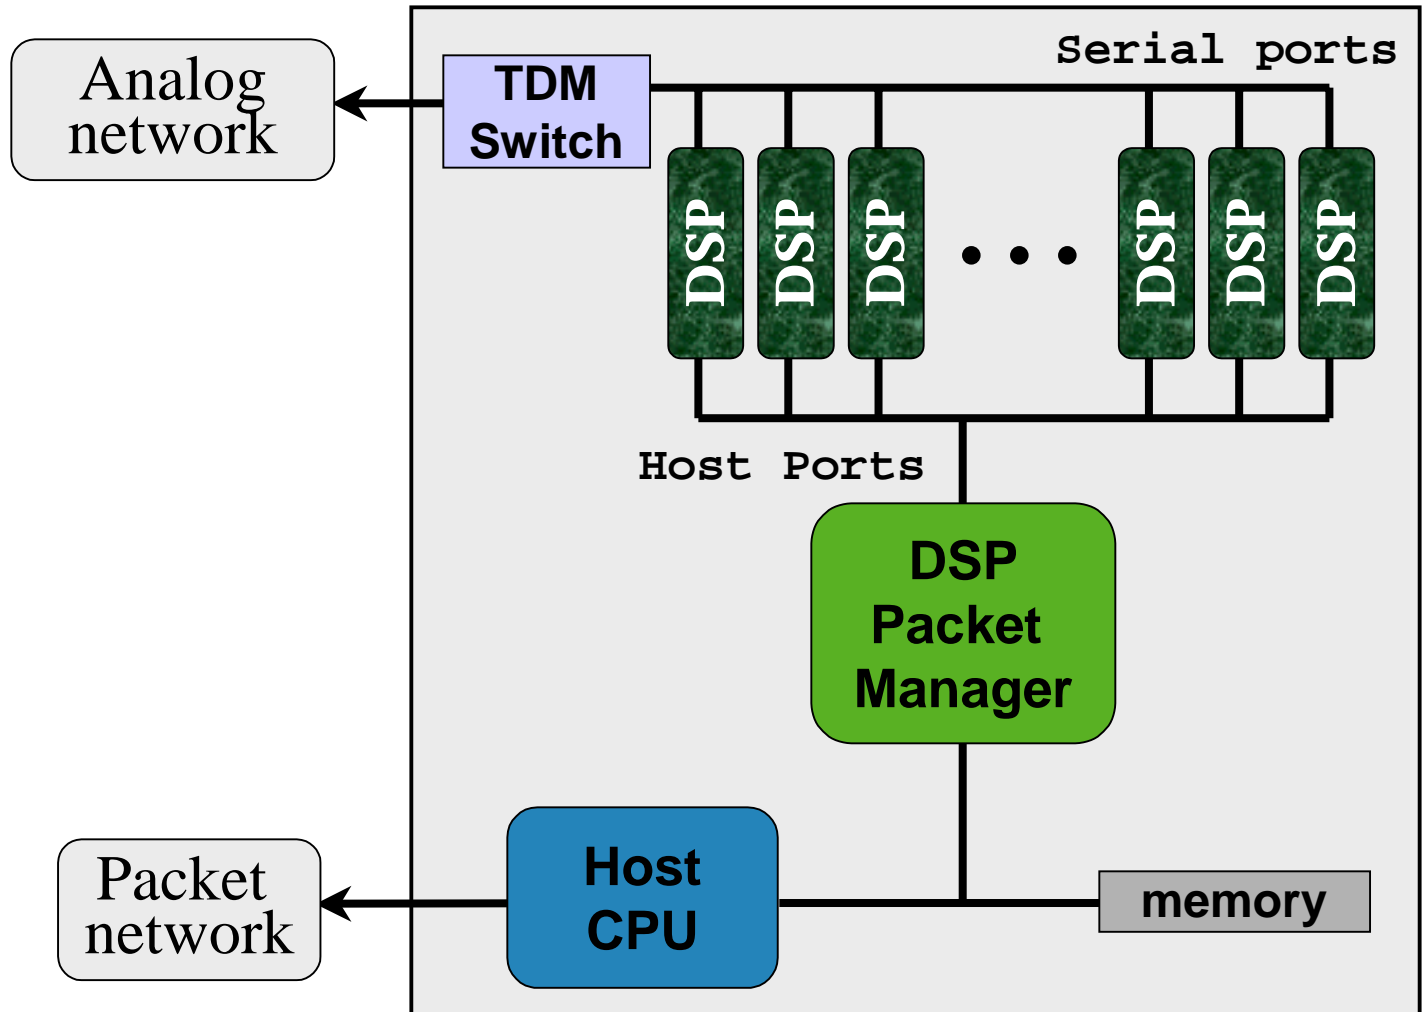 Serial ports
Analog
network
TDM
Switch
DSP
DSP
DSP
DSP
DSP
DSP
Host Ports
DSP
Packet
Manager
Host
CPU
Packet
network
memory